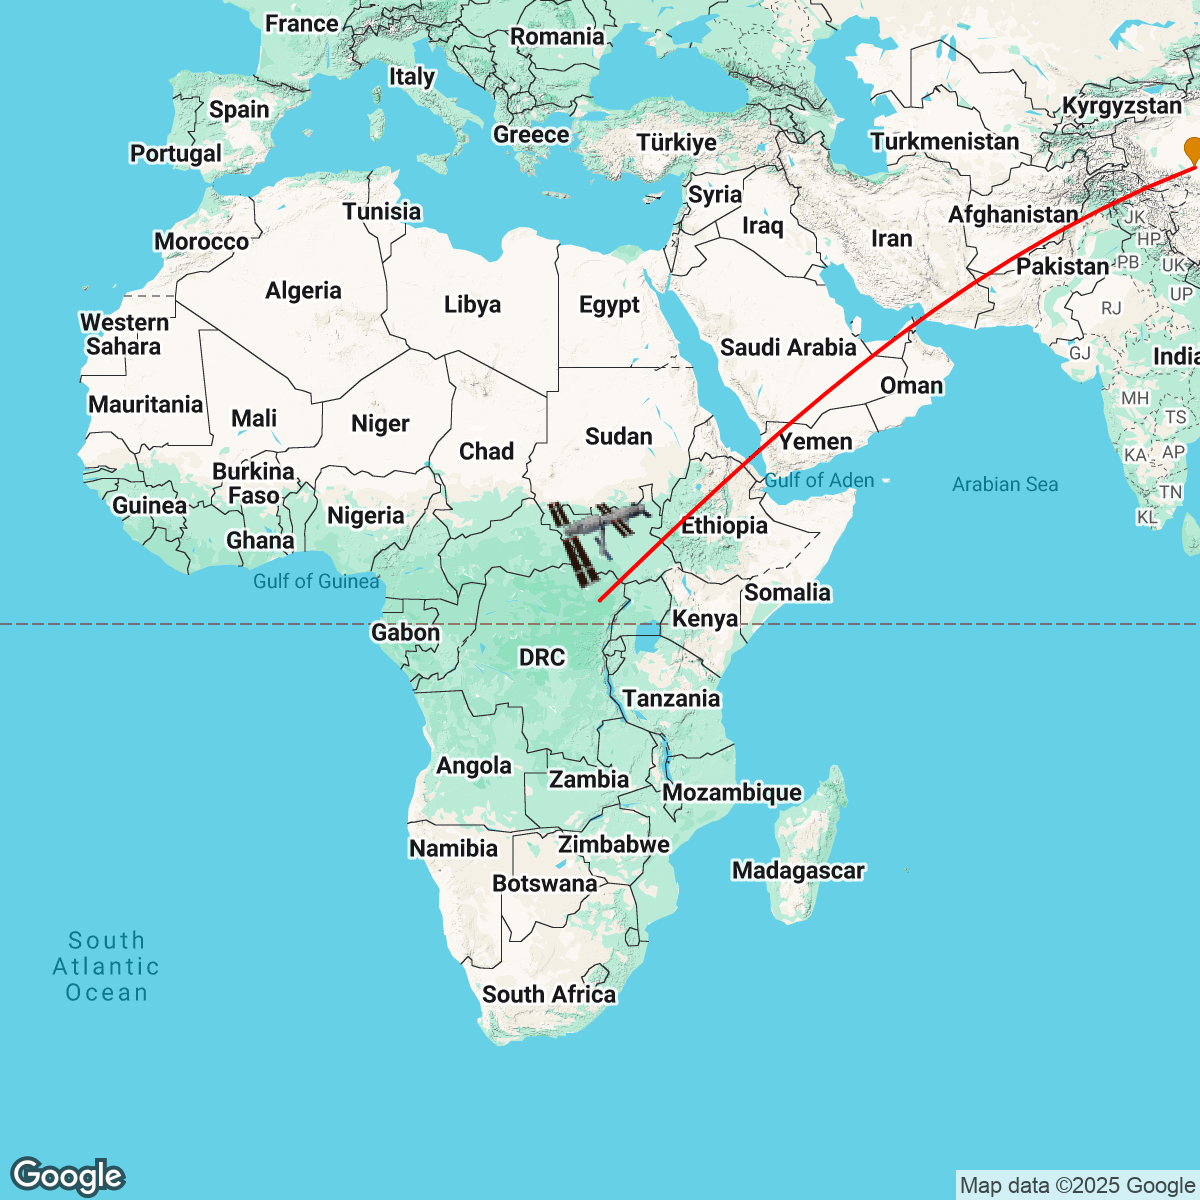 France
Romania
Italy
Spain
Kyrgyzstan
Greece
Türkiye
Turkmenistan
Portugal
Syria
Tunisia
Afghanistan
JK
Iraq
Morocco
Iran
HP
Pakistan
PB
UK
Algeria
Libya
Egypt
UP
RJ
Western
Sahara
Saudi Arabia
GJ
India
Oman
Mauritania
MH
Mali
Niger
TS
Sudan
Yemen
Chad
KA
AP
Burkina
Faso
Gulf of Aden
Arabian Sea
TN
Guinea
Nigeria
KL
Ethiopia
Ghana
Gulf of Guinea
Somalia
Kenya
Gabon
DRC
Tanzania
Angola
Zambia
Mozambique
Namibia
Zimbabwe
Madagascar
Botswana
South
Atlantic
Ocean
South Africa
Google
Map data ©2025 Google